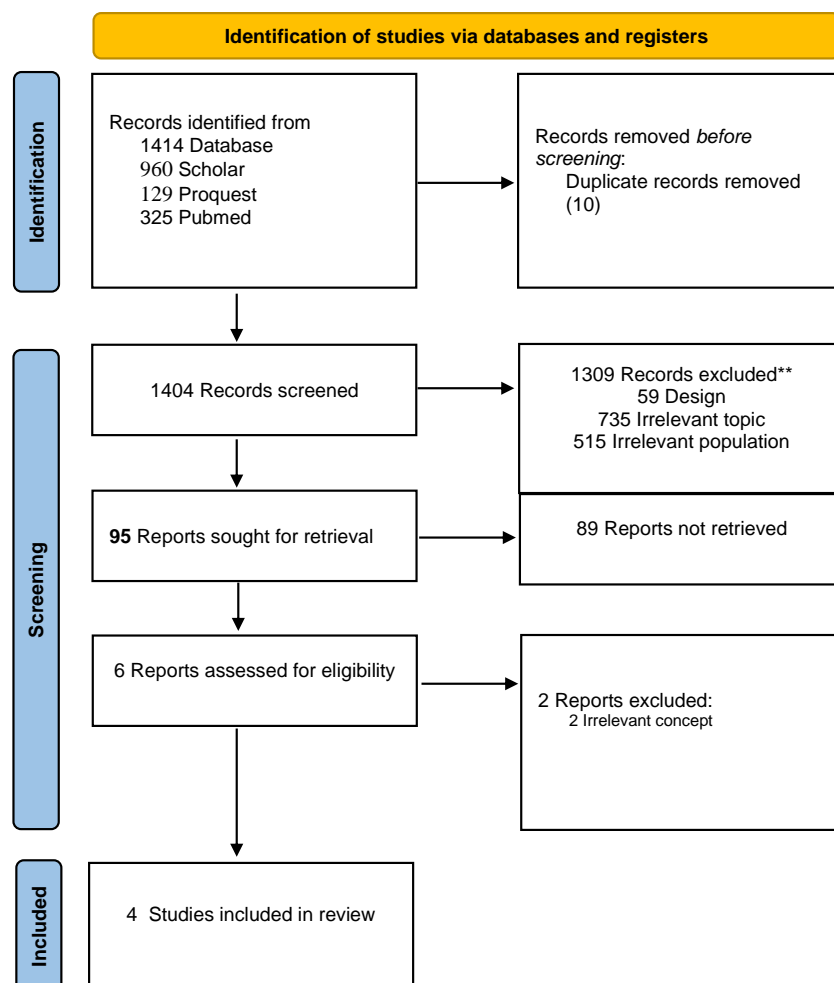 Identification of studies via databases and registers
Identification
Records identified from
1414 Database
960 Scholar
129 Proquest
325 Pubmed
Records removed before
screening:
Duplicate records removed
(10)
Screening
1404 Records screened
1309 Records excluded**
59 Design
735 Irrelevant topic
515 Irrelevant population
95 Reports sought for retrieval
89 Reports not retrieved
6 Reports assessed for eligibility
2 Reports excluded:
2 Irrelevant concept
Included
4 Studies included in review